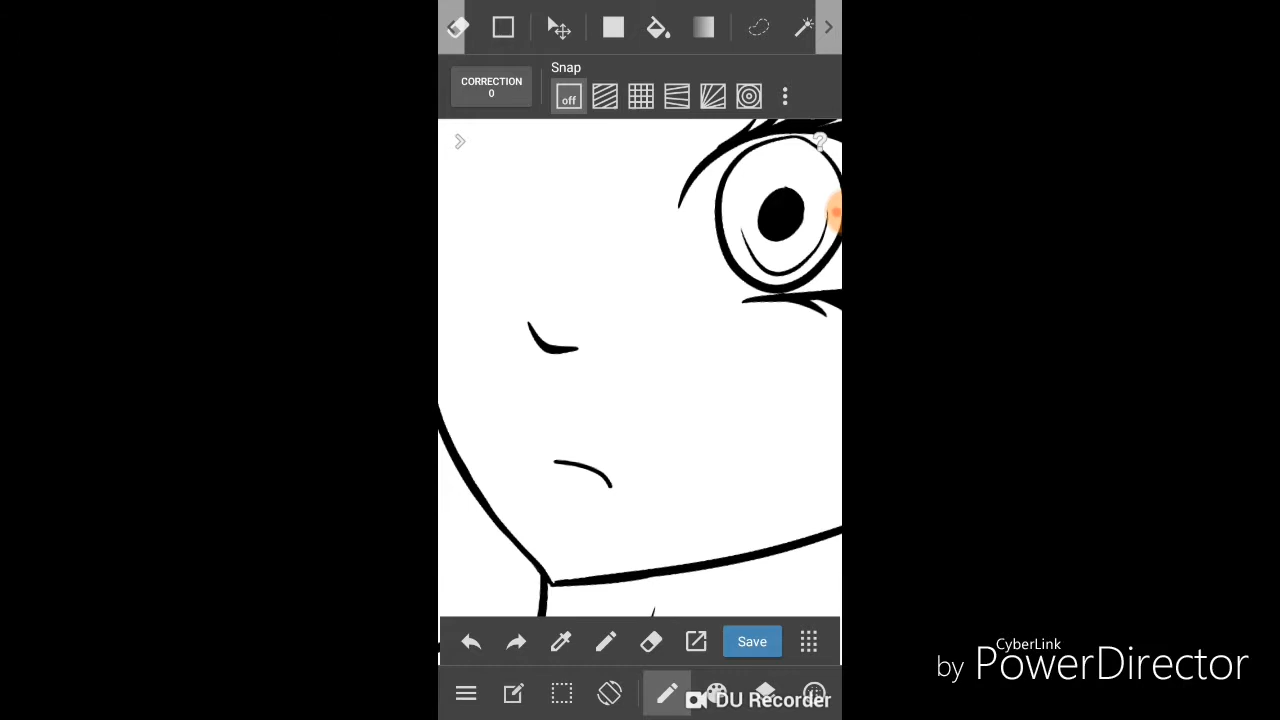 CORRECTION
0
Snap
off
?
Save
DU Recorder
CyberLink
by PowerDirector